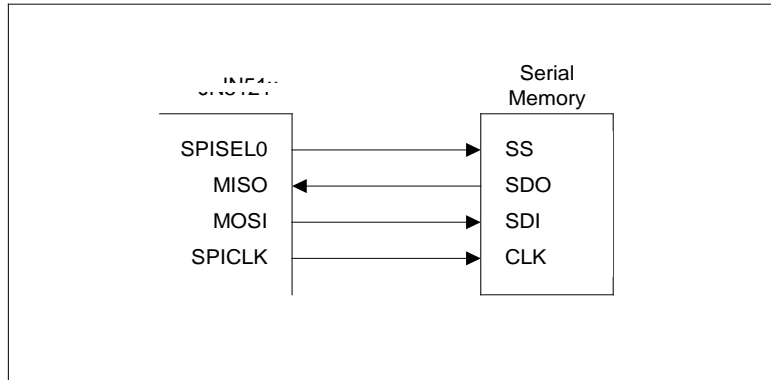 Serial
Memory
SPISEL0
SS
MISO
SDO
MOSI
SDI
SPICLK
CLK